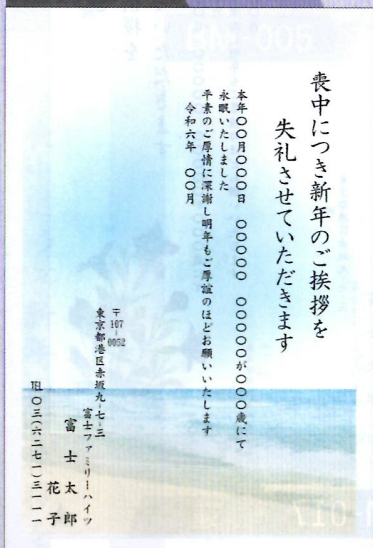 喪中につき新年のご挨拶を
失礼させていただきます
本年〇〇月〇〇〇日 〇〇〇〇〇 〇〇〇〇〇が〇〇〇歳にて
永眠いたしました
平素のご厚情に深謝し明年もご厚誼のほどお願いいたします
令和六年 〇〇月
〒107-0052
東京都港区赤坂九-七-三
富士ファミリーハイツ
富士太郎
花子
TEL〇三(六二七一)三一一一